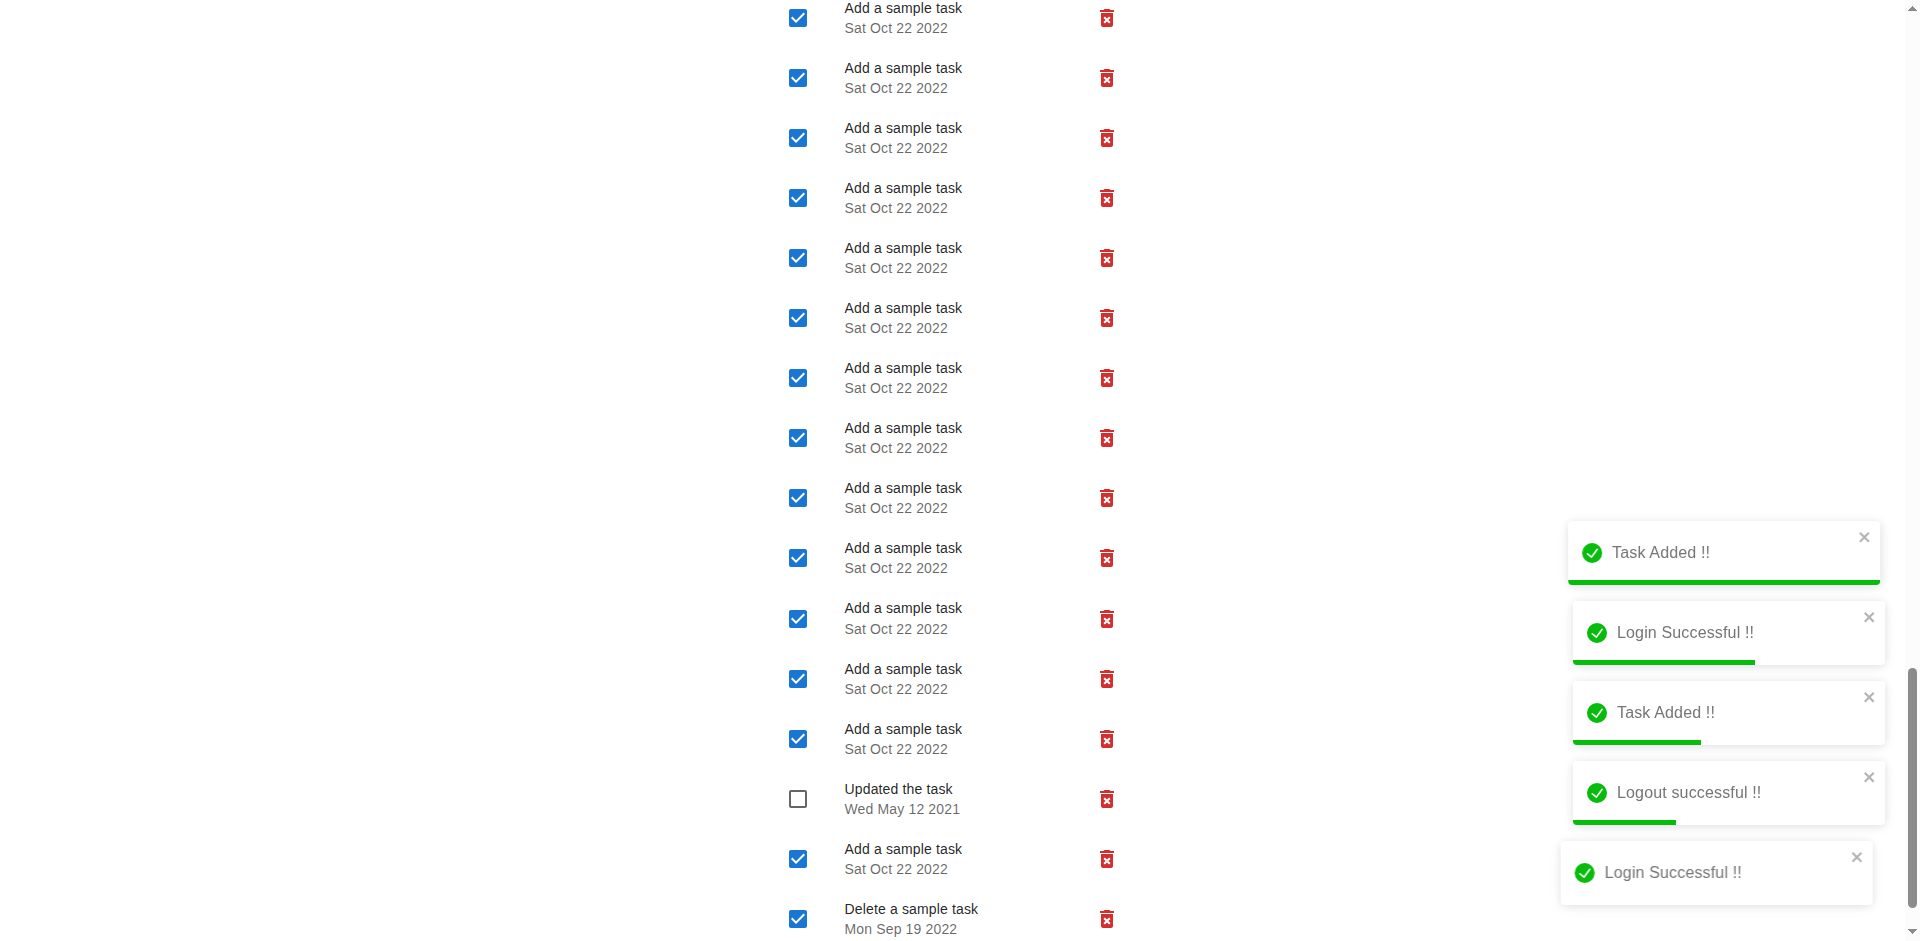 Add a sample task
Sat Oct 22 2022
Add a sample task
Sat Oct 22 2022
Add a sample task
Sat Oct 22 2022
Add a sample task
Sat Oct 22 2022
Add a sample task
Sat Oct 22 2022
Add a sample task
Sat Oct 22 2022
Add a sample task
Sat Oct 22 2022
Add a sample task
Sat Oct 22 2022
Add a sample task
Sat Oct 22 2022
Add a sample task
Sat Oct 22 2022
Add a sample task
Sat Oct 22 2022
Add a sample task
Sat Oct 22 2022
Add a sample task
Sat Oct 22 2022
Updated the task
Wed May 12 2021
Add a sample task
Sat Oct 22 2022
Delete a sample task
Mon Sep 19 2022
Task Added !!
Login Successful !!
Task Added !!
Logout successful !!
Login Successful !!